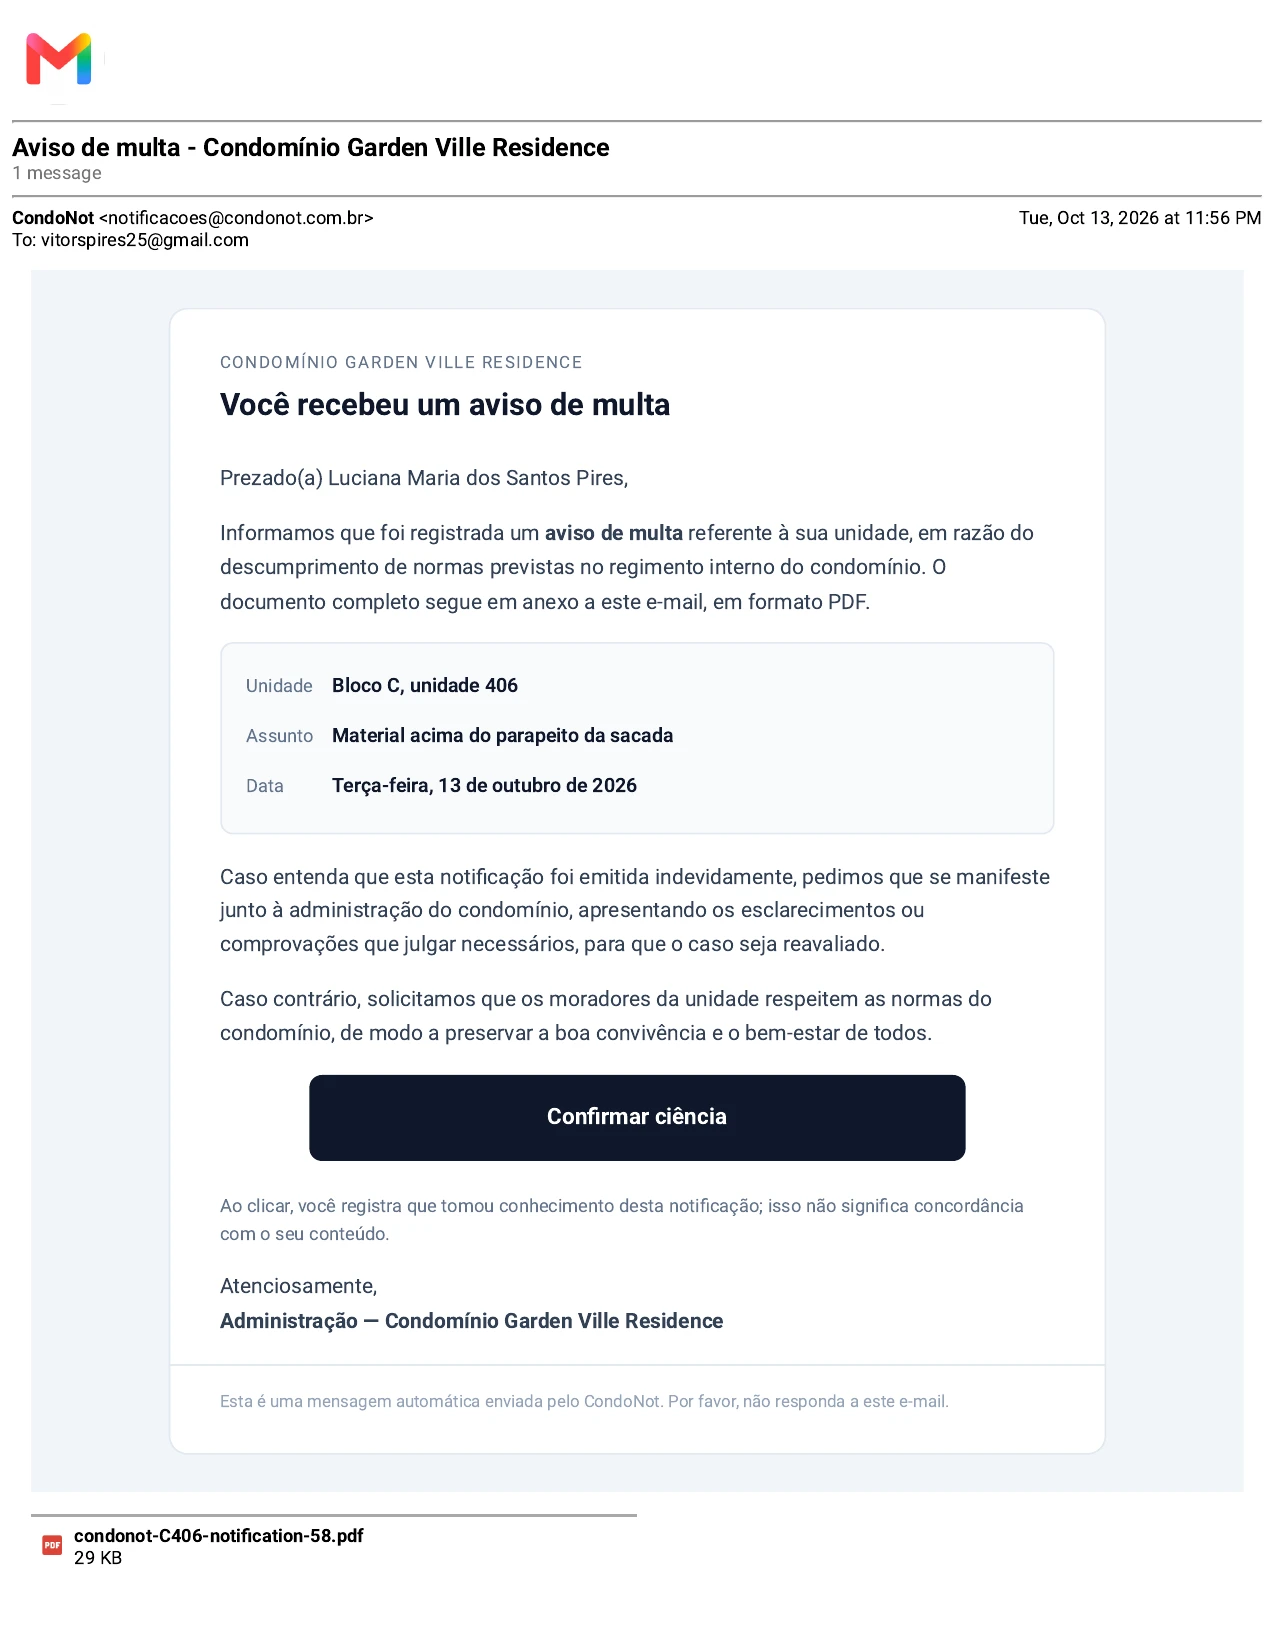 Aviso de multa - Condomínio Garden Ville Residence
1 message
CondoNot <notificacoes@condonot.com.br>
Tue, Oct 13, 2026 at 11:56 PM
To: vitorspires25@gmail.com
CONDOMÍNIO GARDEN VILLE RESIDENCE
Você recebeu um aviso de multa
Prezado(a) Luciana Maria dos Santos Pires,
Informamos que foi registrada um aviso de multa referente à sua unidade, em razão do
descumprimento de normas previstas no regimento interno do condomínio. O
documento completo segue em anexo a este e-mail, em formato PDF.
Unidade Bloco C, unidade 406
Assunto Material acima do parapeito da sacada
Data Terça-feira, 13 de outubro de 2026
Caso entenda que esta notificação foi emitida indevidamente, pedimos que se manifeste
junto à administração do condomínio, apresentando os esclarecimentos ou
comprovações que julgar necessários, para que o caso seja reavaliado.
Caso contrário, solicitamos que os moradores da unidade respeitem as normas do
condomínio, de modo a preservar a boa convivência e o bem-estar de todos.
Confirmar ciência
Ao clicar, você registra que tomou conhecimento desta notificação; isso não significa concordância
com o seu conteúdo.
Atenciosamente,
Administração — Condomínio Garden Ville Residence
Esta é uma mensagem automática enviada pelo CondoNot. Por favor, não responda a este e-mail.
PDF
condonot-C406-notification-58.pdf
29 KB